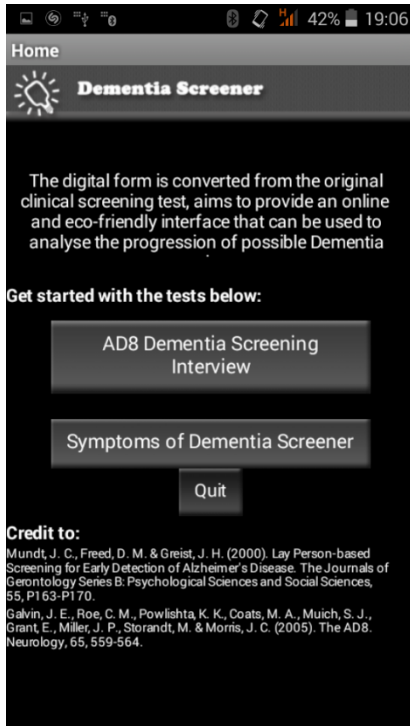 H 42% 19:06
Home
Dementia Screener
The digital form is converted from the original
clinical screening test, aims to provide an online
and eco-friendly interface that can be used to
analyse the progression of possible Dementia
Get started with the tests below:
AD8 Dementia Screening
Interview
Symptoms of Dementia Screener
Quit
Credit to:
Mundt, J. C., Freed, D. M. & Greist, J. H. (2000). Lay Person-based
Screening for Early Detection of Alzheimer's Disease. The Journals of
Gerontology Series B: Psychological Sciences and Social Sciences,
55, P163-P170.
Galvin, J. E., Roe, C. M., Powlishta, K. K., Coats, M. A., Muich, S. J.,
Grant, E., Miller, J. P., Storandt, M. & Morris, J. C. (2005). The AD8.
Neurology, 65, 559-564.